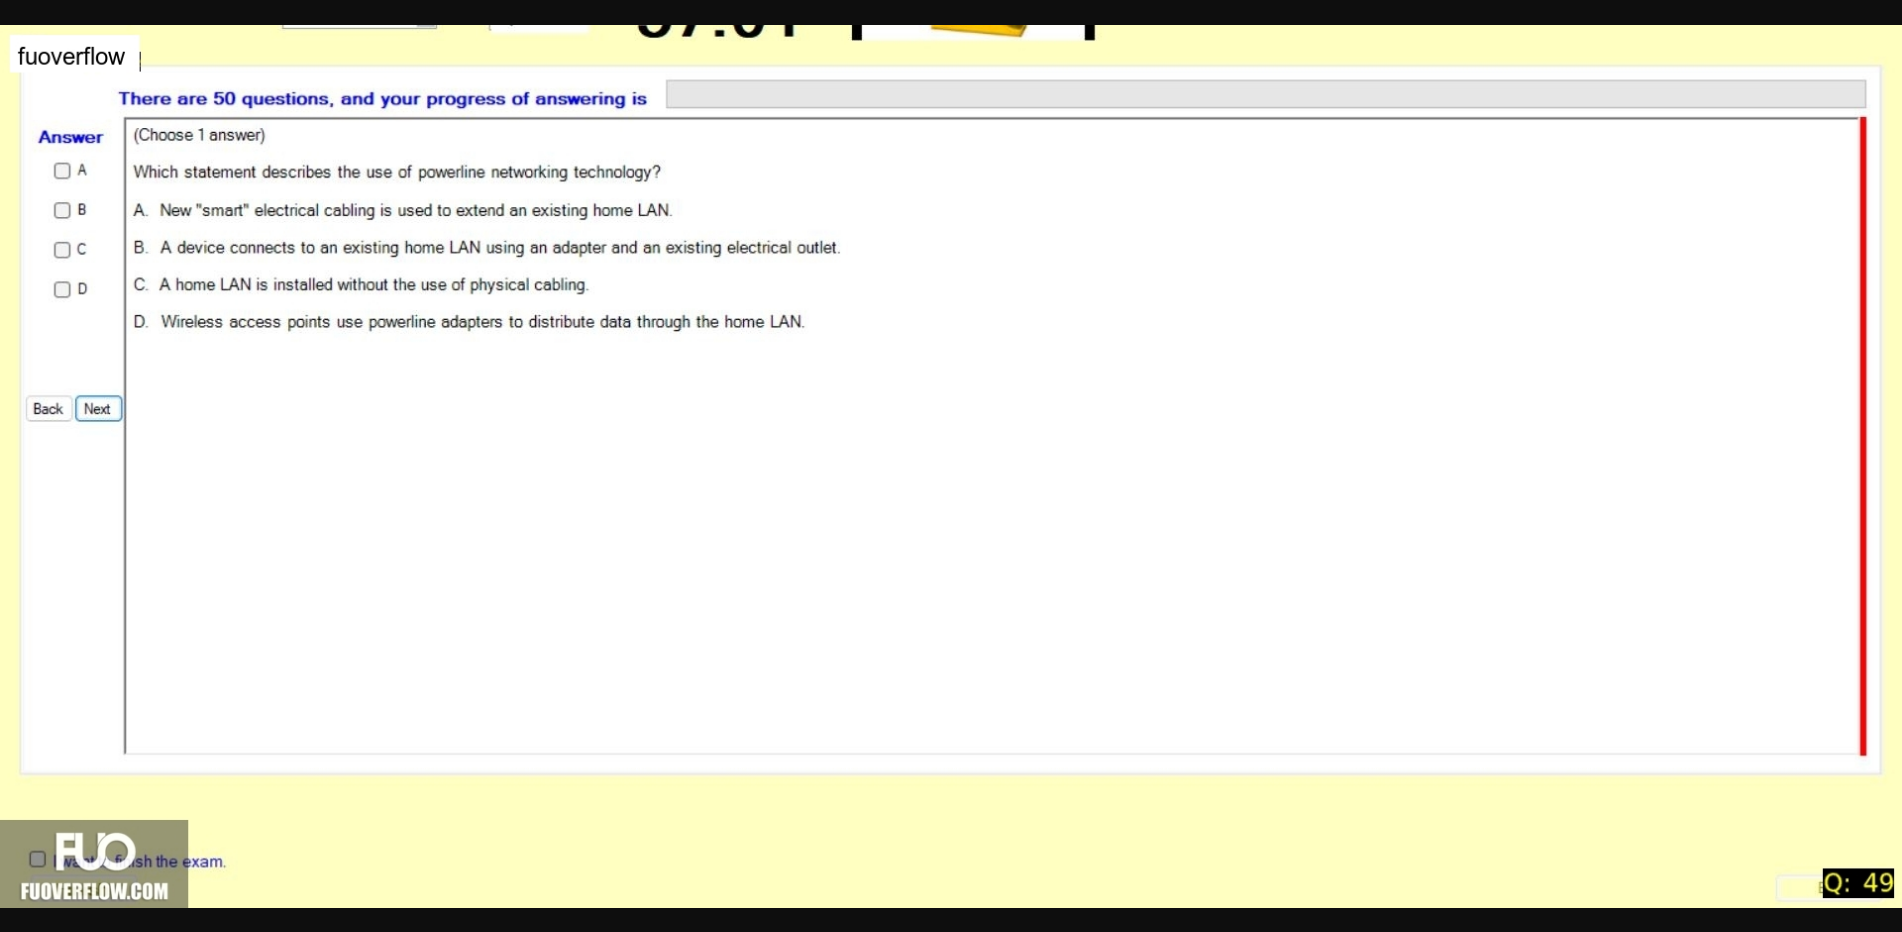 fuoverflow
There are 50 questions, and your progress of answering is
Answer
(Choose 1 answer)
A
Which statement describes the use of powerline networking technology?
B
A. New "smart" electrical cabling is used to extend an existing home LAN.
C
B. A device connects to an existing home LAN using an adapter and an existing electrical outlet.
D
C. A home LAN is installed without the use of physical cabling.
D. Wireless access points use powerline adapters to distribute data through the home LAN.
Back Next
FUO
the exam.
FUOVERFLOW.COM
Q: 49